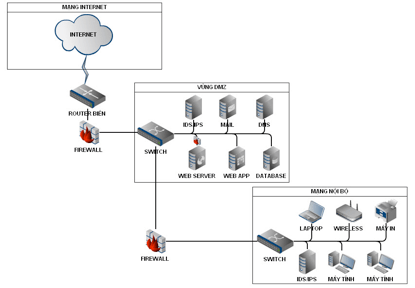 MẠNG INTERNET
INTERNET
ROUTER BIÊN
FIREWALL
VÙNG DMZ
IDS/IPS
MAIL
DNS
SWITCH
WEB SERVER
WEB APP
DATABASE
FIREWALL
MẠNG NỘI BỘ
LAPTOP
WIRELESS
MÁY IN
SWITCH
IDS/IPS
MÁY TÍNH
MÁY TÍNH